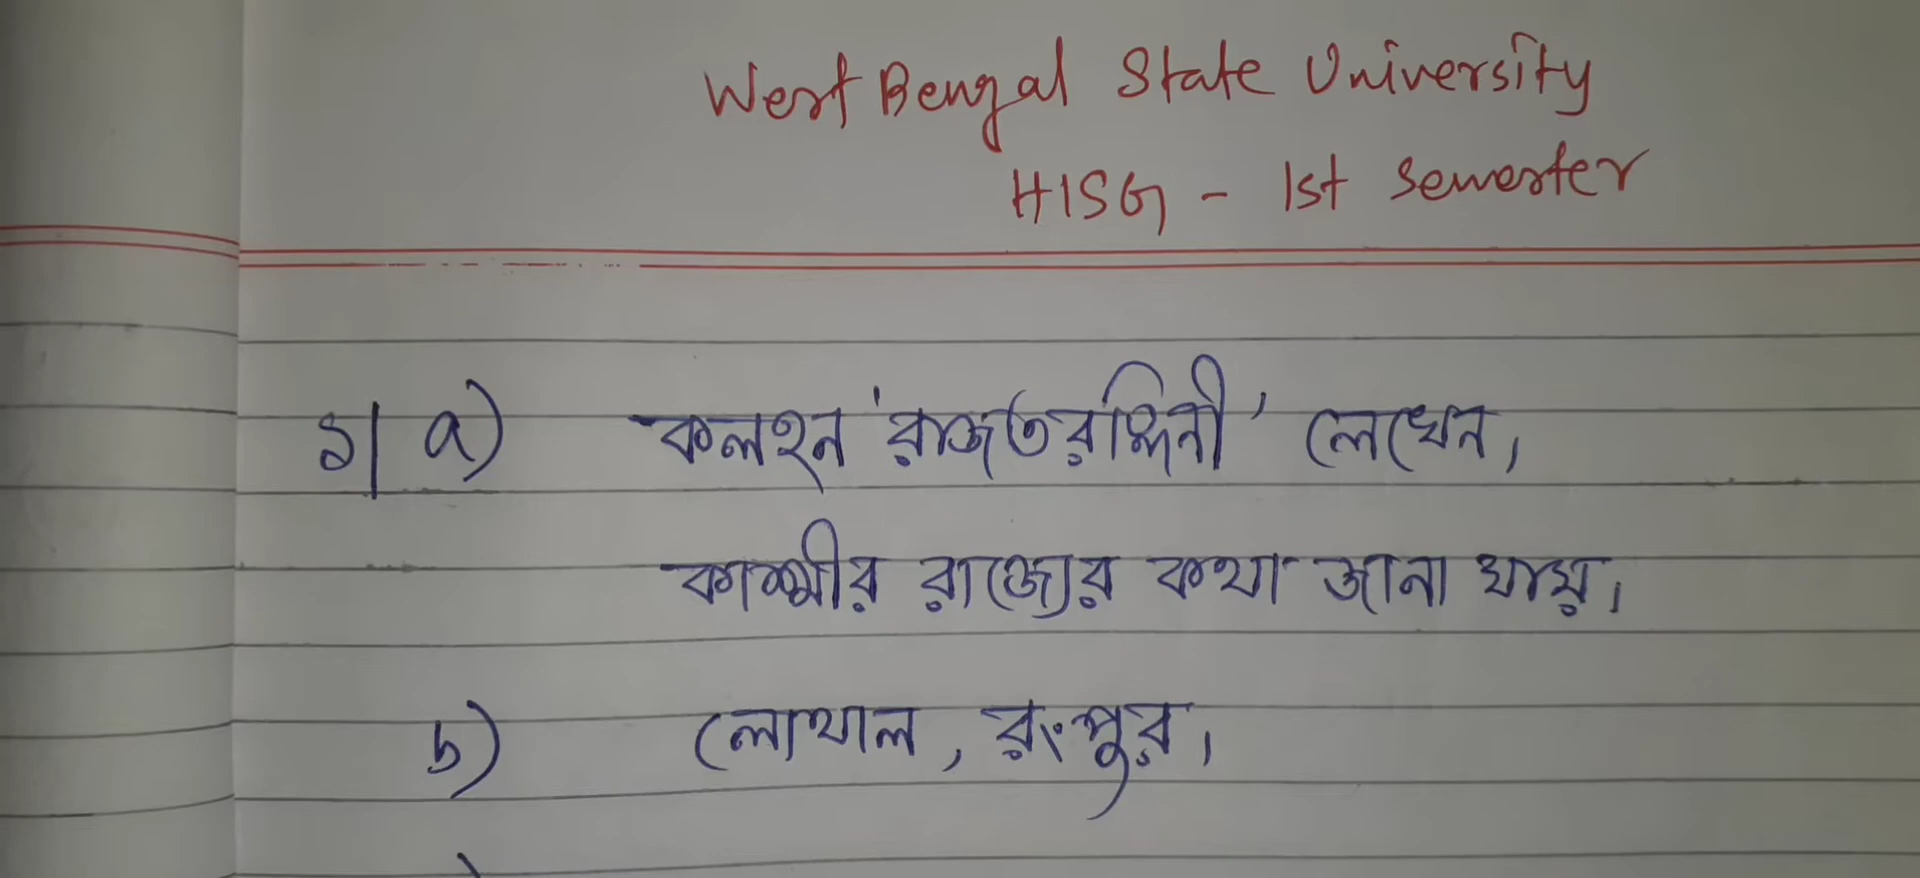 West Bengal State University
HISG - 1st Semester
১| a) কলহন 'রাজতরঙ্গিনী' লেখেন,
কাশ্মীর রাজ্যের কথা জানা যায়।
b) লোথাল, রংপুর।